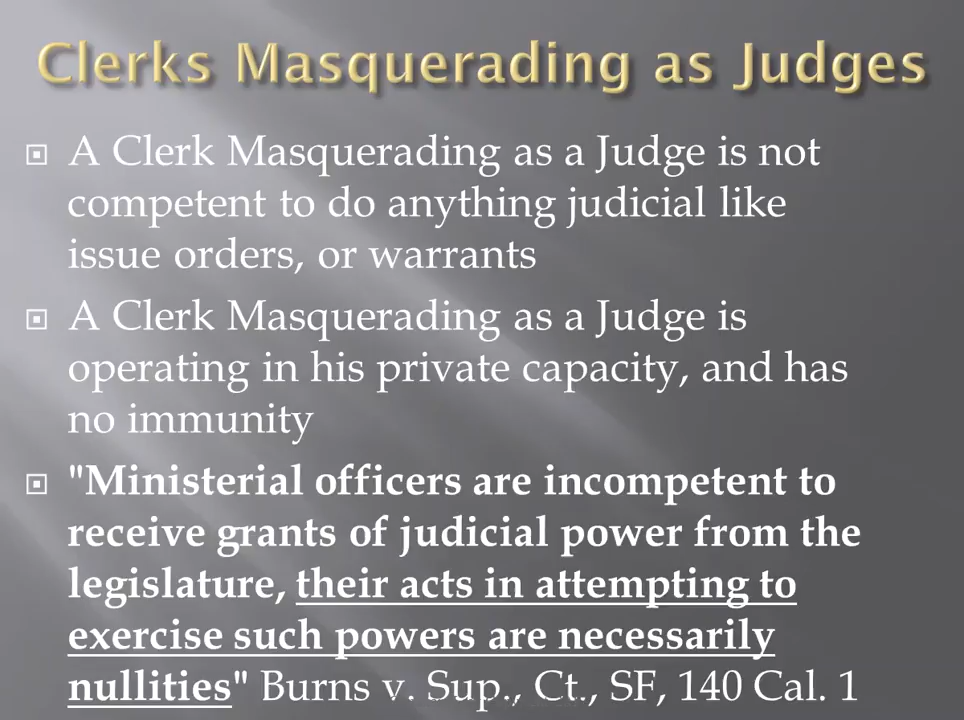 Clerks Masquerading as Judges
A Clerk Masquerading as a Judge is not
competent to do anything judicial like
issue orders, or warrants
A Clerk Masquerading as a Judge is
operating in his private capacity, and has
no immunity
"Ministerial officers are incompetent to
receive grants of judicial power from the
legislature, their acts in attempting to
exercise such powers are necessarily
nullities" Burns v. Sup., Ct., SF, 140 Cal. 1